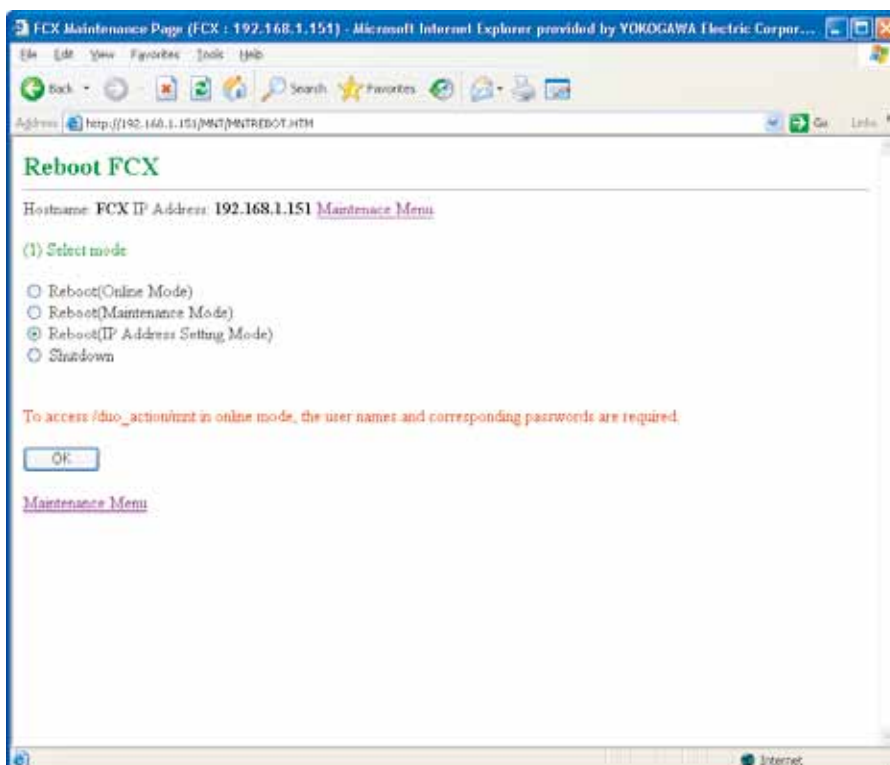 FCX Maintenance Page (FCX : 192.168.1.151) - Microsoft Internet Explorer provided by YOKOGAWA Electric Corpor...
File Edit View Favorites Tools Help
Back Search Favorites
Address http://192.168.1.151/MNT/MNTREBOT.HTM Go Links
Reboot FCX
Hostname: FCX IP Address: 192.168.1.151 Maintenace Menu
(1) Select mode
Reboot(Online Mode)
Reboot(Maintenance Mode)
Reboot(IP Address Setting Mode)
Shutdown
To access /duo_action/mnt in online mode, the user names and corresponding passwords are required.
OK
Maintenance Menu
Internet